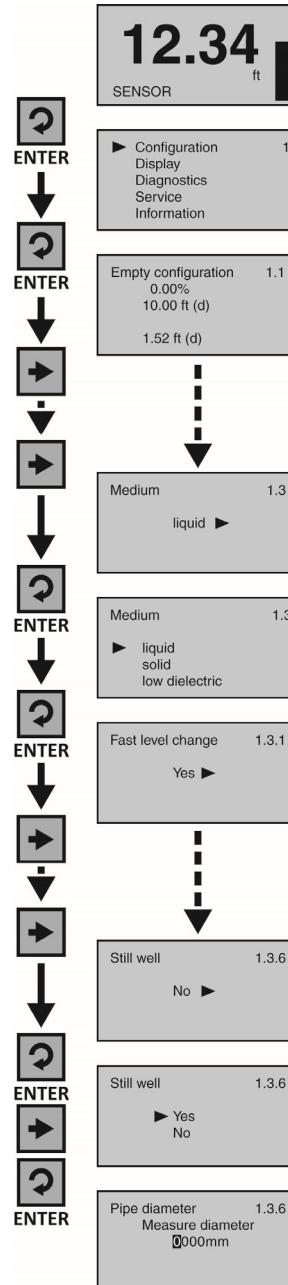 12.34
ft
SENSOR
ENTER
Configuration
Display
Diagnostics
Service
Information
ENTER
Empty configuration 1.1
0.00%
10.00 ft (d)
1.52 ft (d)
Medium 1.3
liquid
ENTER
Medium
liquid
solid
low dielectric
ENTER
Fast level change 1.3.1
Yes
Still well 1.3.6
No
ENTER
Still well 1.3.6
Yes
No
ENTER
Pipe diameter 1.3.6
Measure diameter
0000mm